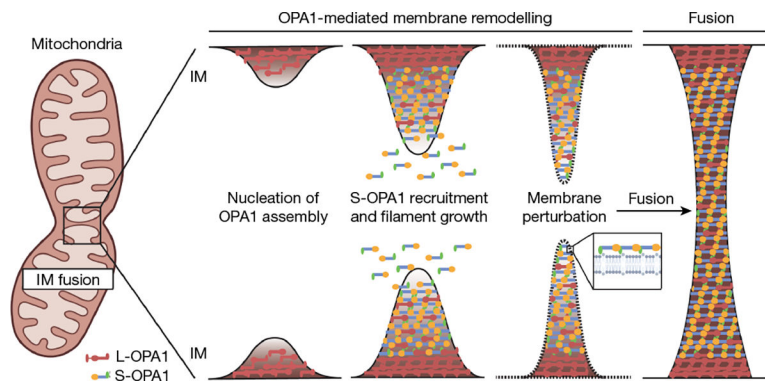 OPA1-mediated membrane remodelling
Fusion
Mitochondria
IM
Nucleation of
OPA1 assembly
S-OPA1 recruitment
and filament growth
Membrane
perturbation
Fusion
IM fusion
IM
L-OPA1
S-OPA1